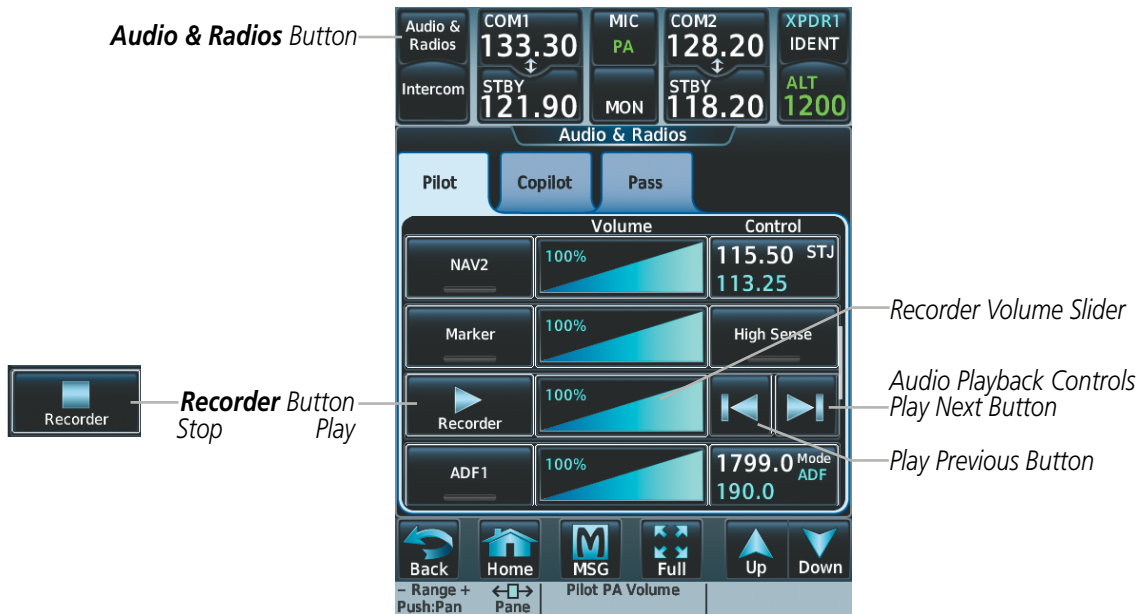 Audio & Radios Button
Audio & Radios
COM1
133.30
MIC
PA
COM2
128.20
XPDR1
IDENT
Intercom
STBY
121.90
MON
STBY
118.20
ALT
1200
Audio & Radios
Pilot
Copilot
Pass
Volume
Control
NAV2
100%
115.50 STJ
113.25
Marker
100%
High Sense
Recorder Volume Slider
Recorder
Recorder Button
Stop Play
Recorder
100%
Audio Playback Controls
Play Next Button
Play Previous Button
ADF1
100%
1799.0 Mode
ADF
190.0
Back
Home
MSG
Full
Up
Down
– Range +
Push:Pan
Pane
Pilot PA Volume